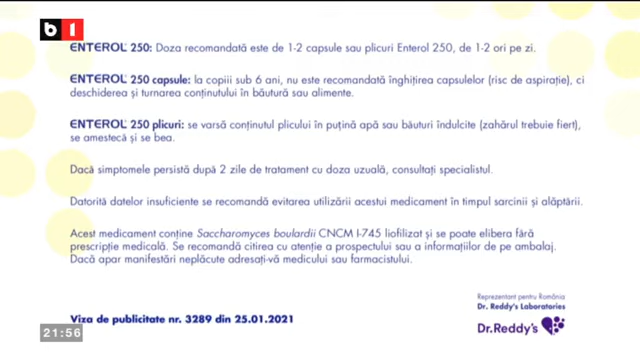 b1
ENTEROL 250: Doza recomandată este de 1-2 capsule sau plicuri Enterol 250, de 1-2 ori pe zi.
ENTEROL 250 capsule: la copiii sub 6 ani, nu este recomandată înghițirea capsulelor (risc de aspirație), ci
deschiderea și turnarea conținutului în băutură sau alimente.
ENTEROL 250 plicuri: se varsă conținutul plicului în puțină apă sau băuturi îndulcite (zahărul trebuie fiert),
se amestecă și se bea.
Dacă simptomele persistă după 2 zile de tratament cu doza uzuală, consultați specialistul.
Datorită datelor insuficiente se recomandă evitarea utilizării acestui medicament în timpul sarcinii și alăptării.
Acest medicament conține Saccharomyces boulardii CNCM I-745 liofilizat și se poate elibera fără
prescripție medicală. Se recomandă citirea cu atenție a prospectului sau a informațiilor de pe ambalaj.
Dacă apar manifestări neplăcute adresați-vă medicului sau farmacistului.
Reprezentant pentru România
Dr. Reddy's Laboratories
Viza de publicitate nr. 3289 din 25.01.2021
Dr.Reddy's
21:56